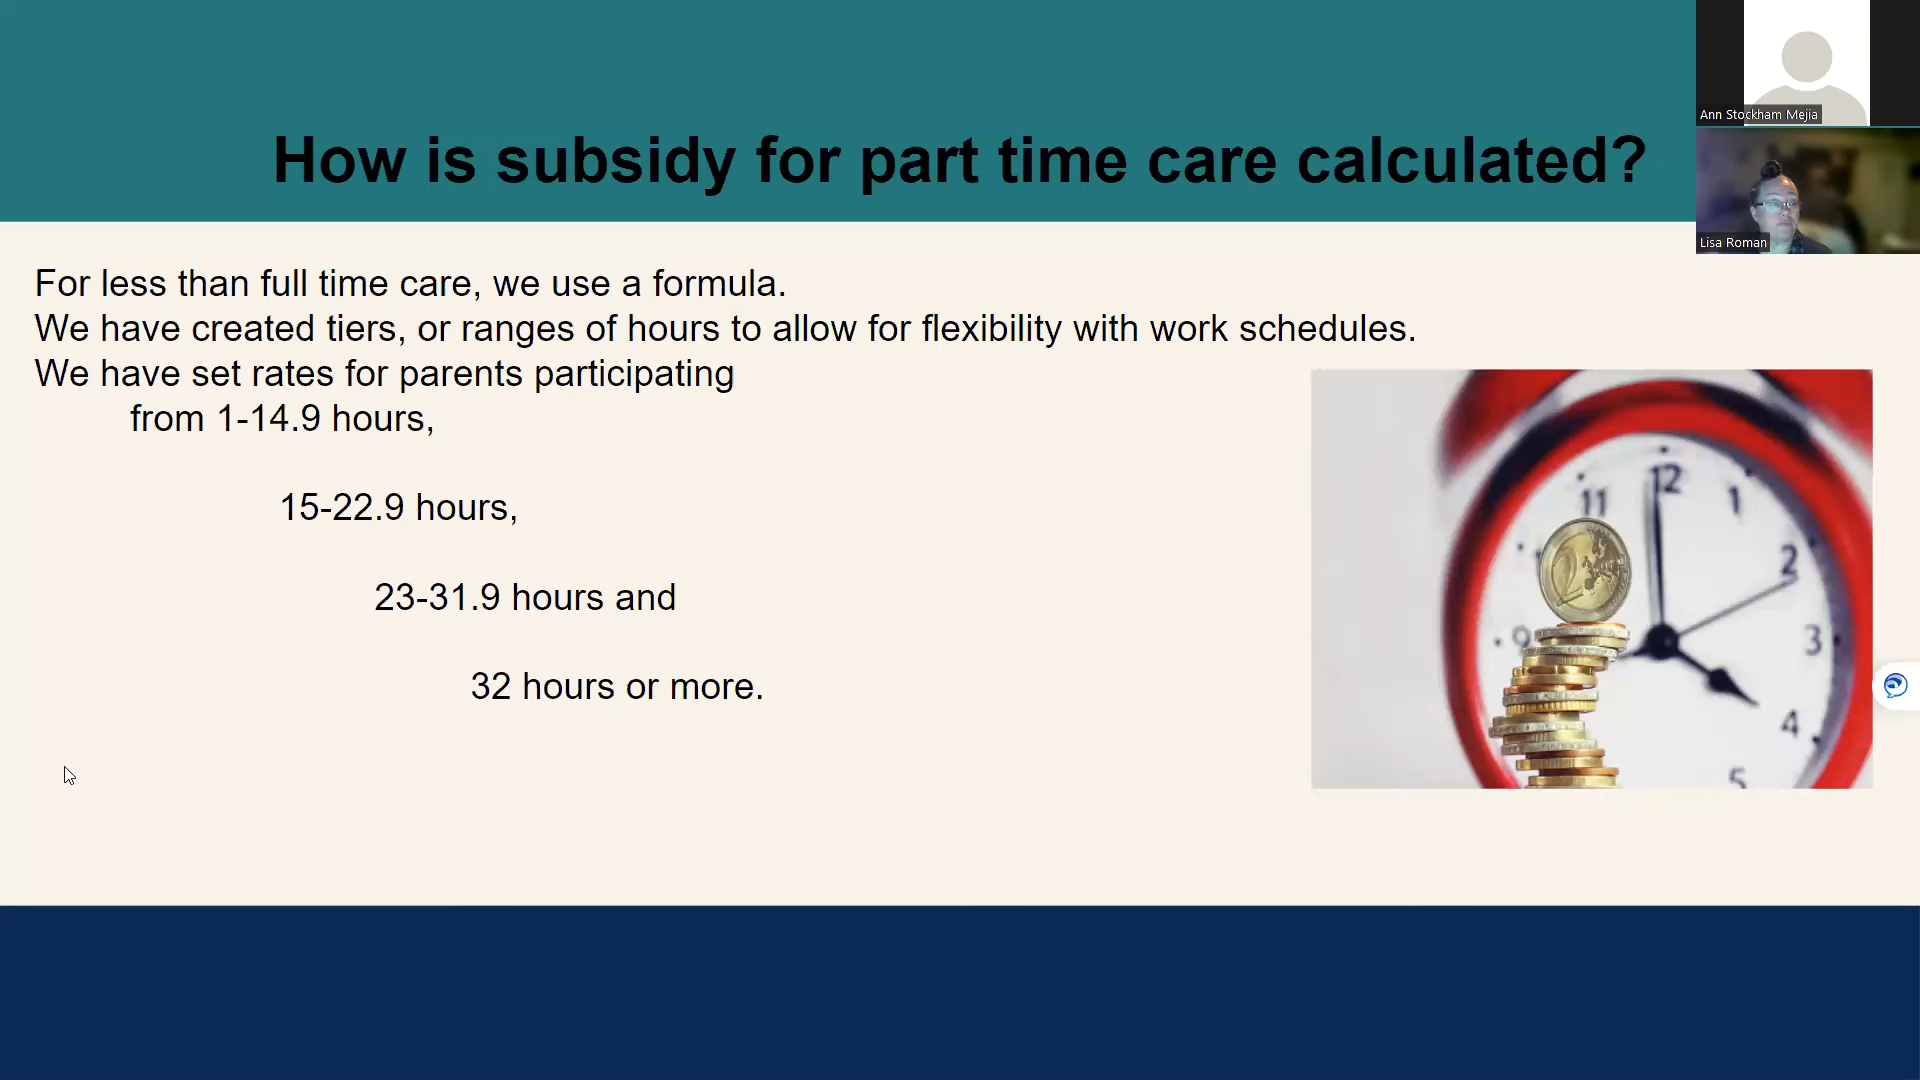 How is subsidy for part time care calculated?
Ann Stockham Mejia
Lisa Roman
For less than full time care, we use a formula.
We have created tiers, or ranges of hours to allow for flexibility with work schedules.
We have set rates for parents participating
from 1-14.9 hours,
15-22.9 hours,
23-31.9 hours and
32 hours or more.
11
12
1
2
2
9
3
4
5